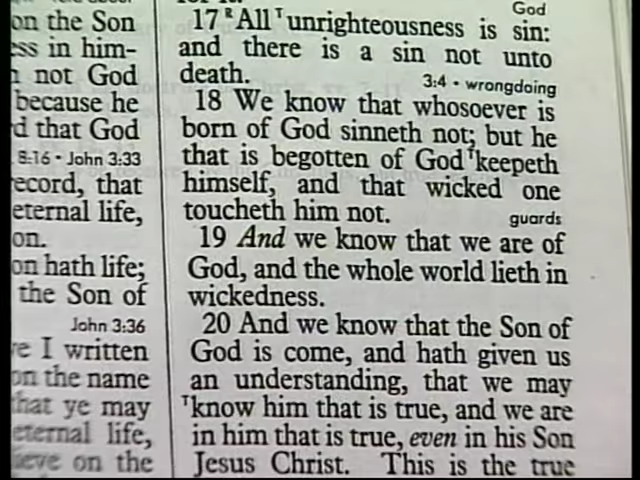 on the Son
ess in him-
not God
because he
d that God
8:16 · John 3:33
ecord, that
eternal life,
on.
on hath life;
the Son of
John 3:36
e I written
on the name
that ye may
eternal life,
ieve on the
God
17 ᴿAll ᵀunrighteousness is sin:
and there is a sin not unto
death.
3:4 · wrongdoing
18 We know that whosoever is
born of God sinneth not; but he
that is begotten of God ᵀkeepeth
himself, and that wicked one
toucheth him not.
guards
19 And we know that we are of
God, and the whole world lieth in
wickedness.
20 And we know that the Son of
God is come, and hath given us
an understanding, that we may
ᵀknow him that is true, and we are
in him that is true, even in his Son
Jesus Christ. This is the true